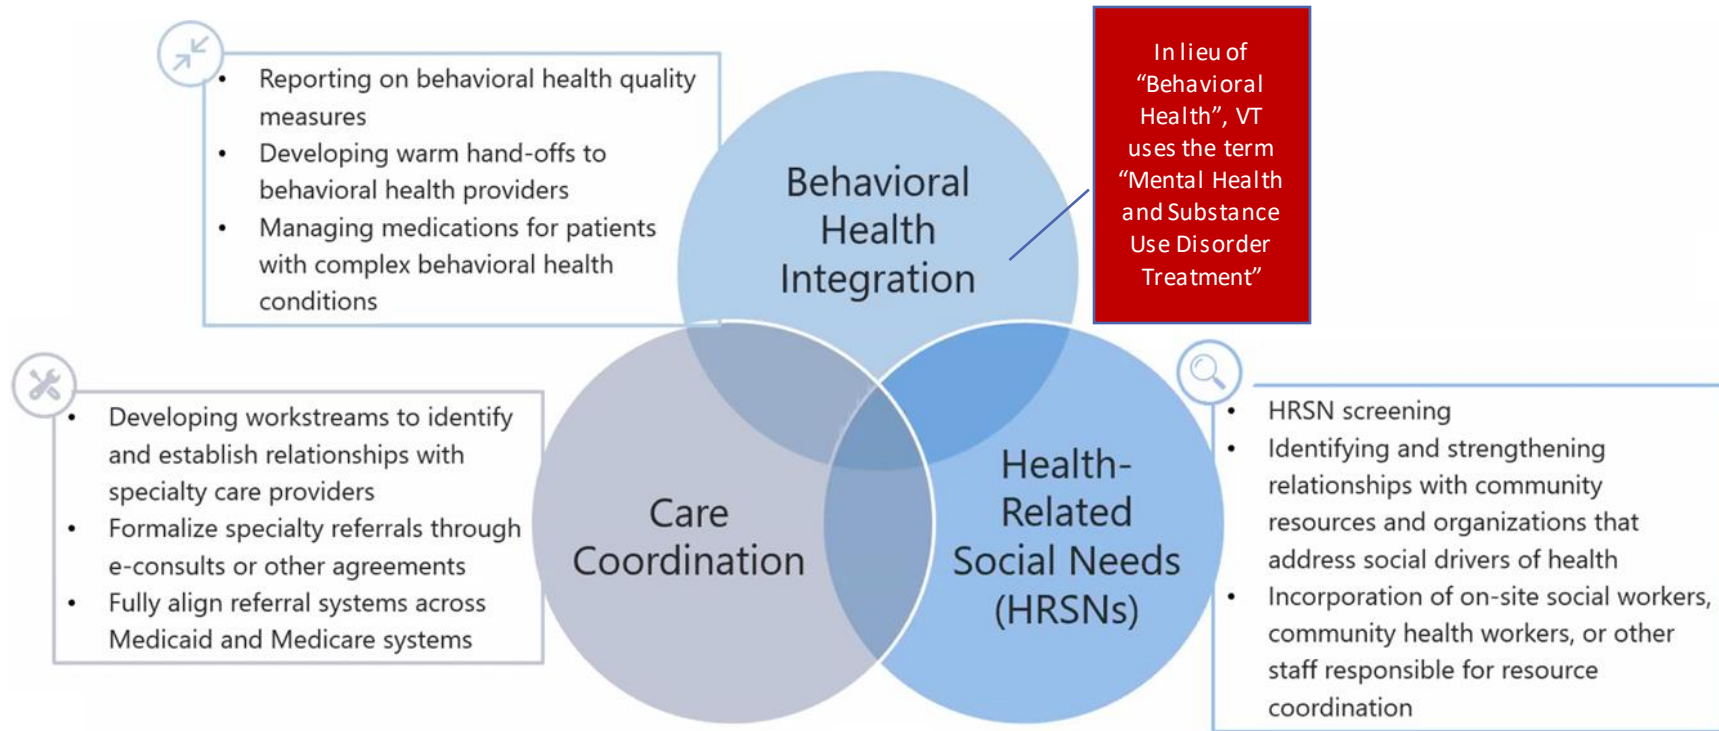 • Reporting on behavioral health quality
measures
• Developing warm hand-offs to
behavioral health providers
• Managing medications for patients
with complex behavioral health
conditions
Behavioral
Health
Integration
In lieu of
“Behavioral
Health”, VT
uses the term
“Mental Health
and Substance
Use Disorder
Treatment”
• Developing workstreams to identify
and establish relationships with
specialty care providers
• Formalize specialty referrals through
e-consults or other agreements
• Fully align referral systems across
Medicaid and Medicare systems
Care
Coordination
Health-
Related
Social Needs
(HRSNs)
• HRSN screening
• Identifying and strengthening
relationships with community
resources and organizations that
address social drivers of health
• Incorporation of on-site social workers,
community health workers, or other
staff responsible for resource
coordination